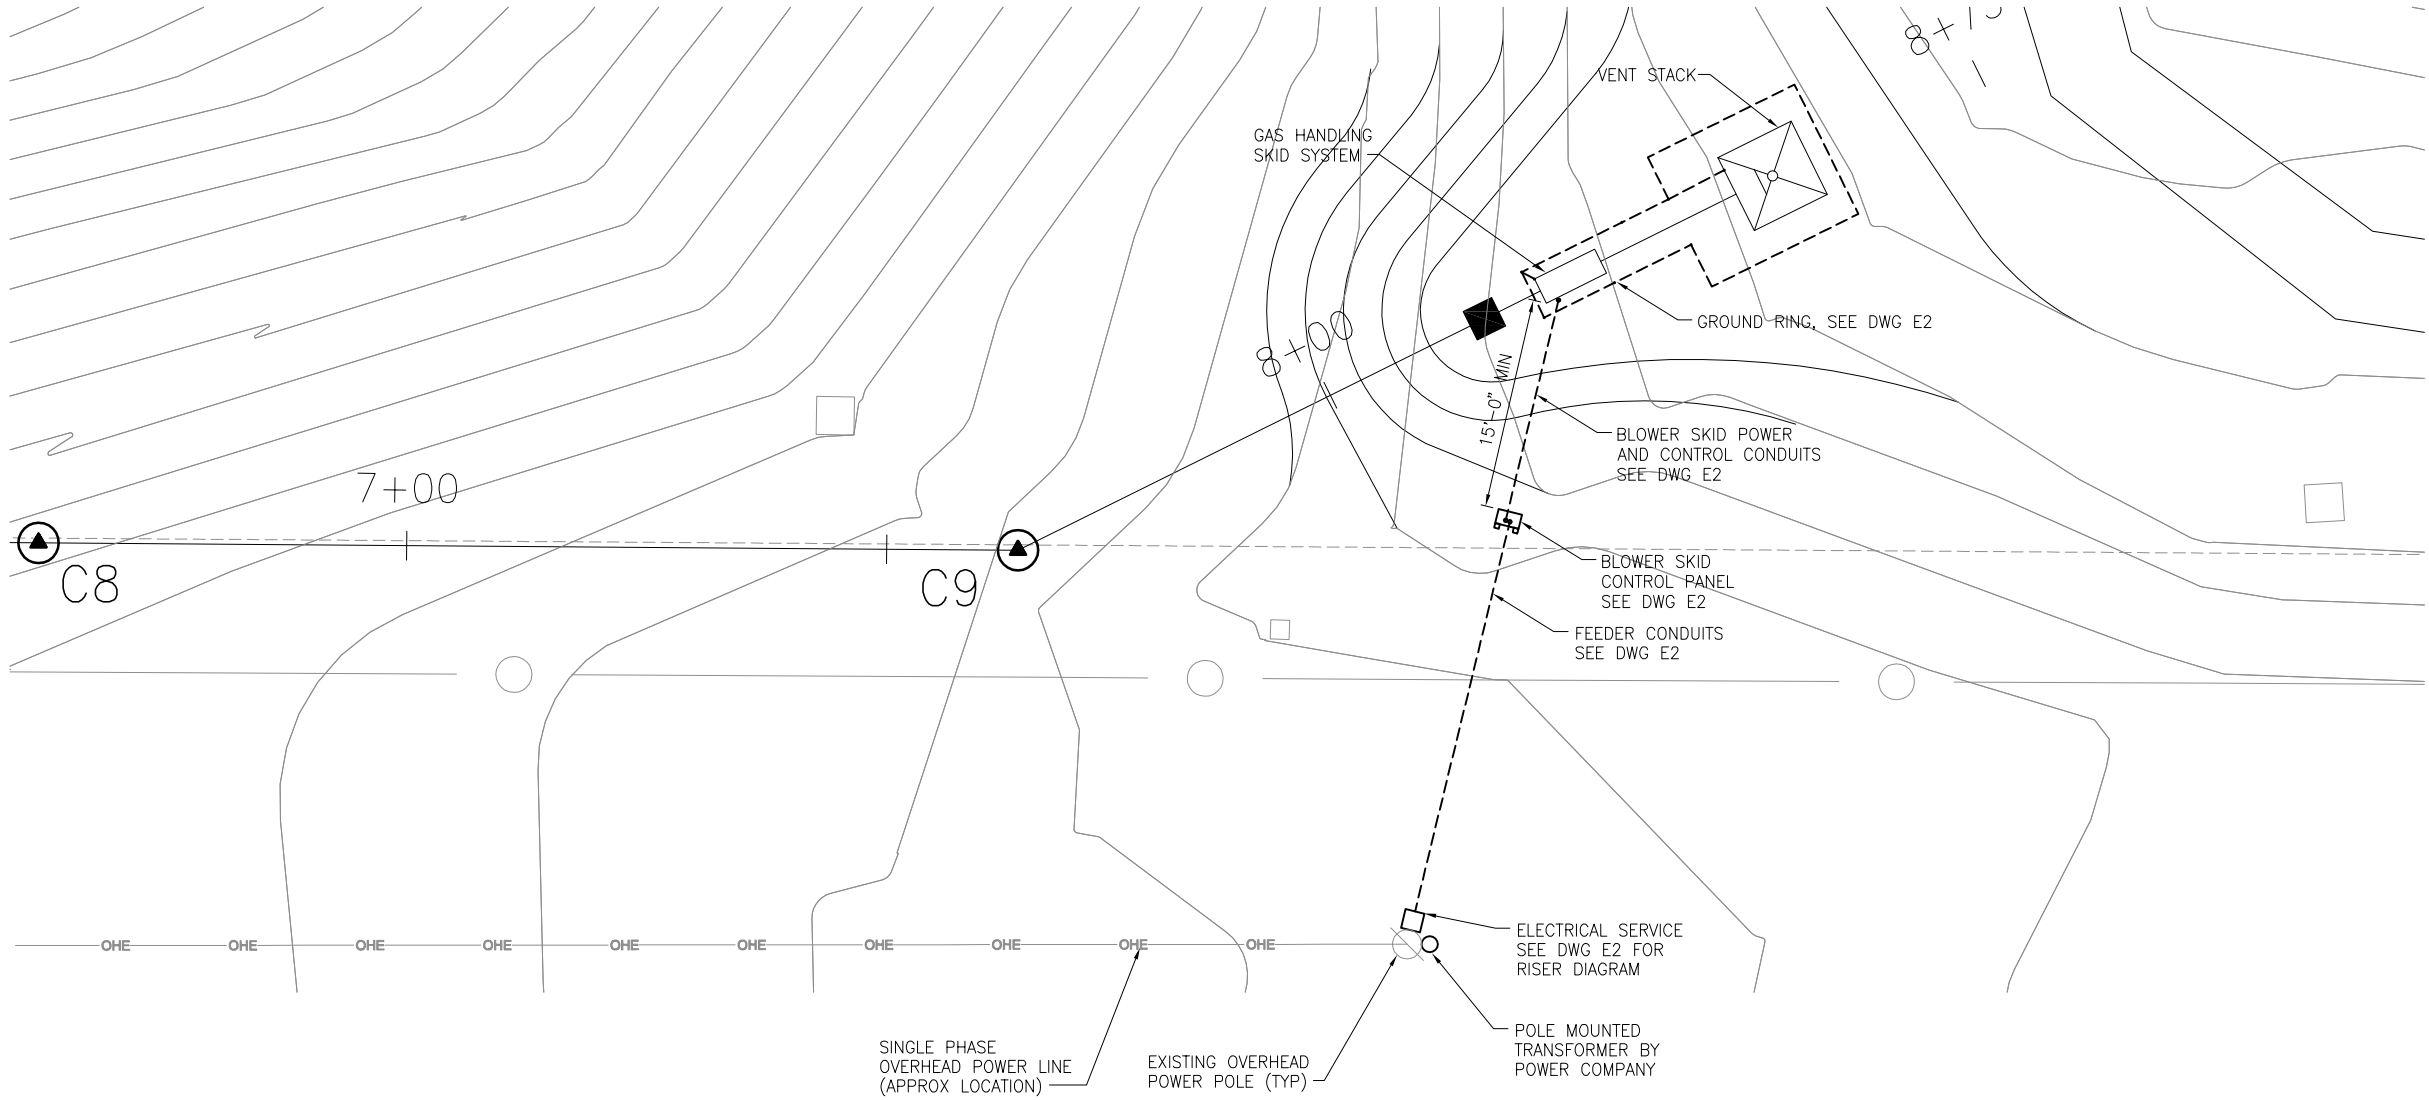 8+75
VENT STACK
GAS HANDLING
SKID SYSTEM
8+00
GROUND RING, SEE DWG E2
15'-0" MIN
BLOWER SKID POWER
AND CONTROL CONDUITS
SEE DWG E2
7+00
C8
C9
BLOWER SKID
CONTROL PANEL
SEE DWG E2
FEEDER CONDUITS
SEE DWG E2
OHE OHE OHE OHE OHE OHE OHE OHE OHE OHE
ELECTRICAL SERVICE
SEE DWG E2 FOR
RISER DIAGRAM
SINGLE PHASE
OVERHEAD POWER LINE
(APPROX LOCATION)
EXISTING OVERHEAD
POWER POLE (TYP)
POLE MOUNTED
TRANSFORMER BY
POWER COMPANY